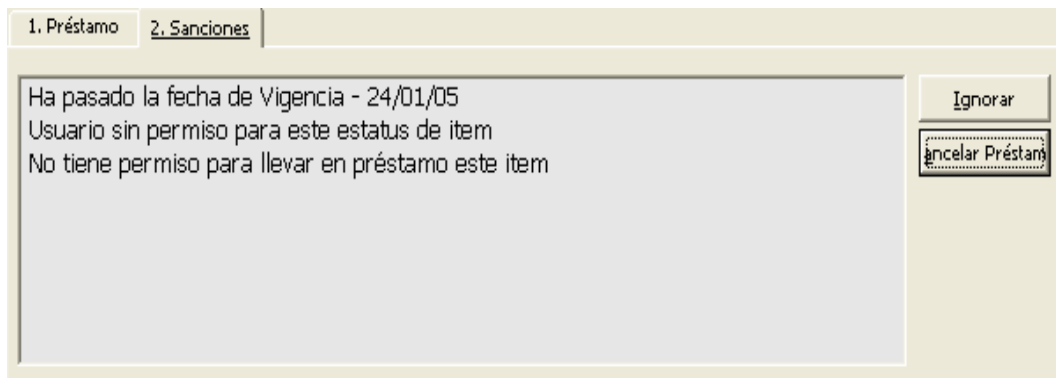 1. Préstamo 2. Sanciones
Ha pasado la fecha de Vigencia - 24/01/05
Usuario sin permiso para este estatus de item
No tiene permiso para llevar en préstamo este item
Ignorar
ancelar Préstam